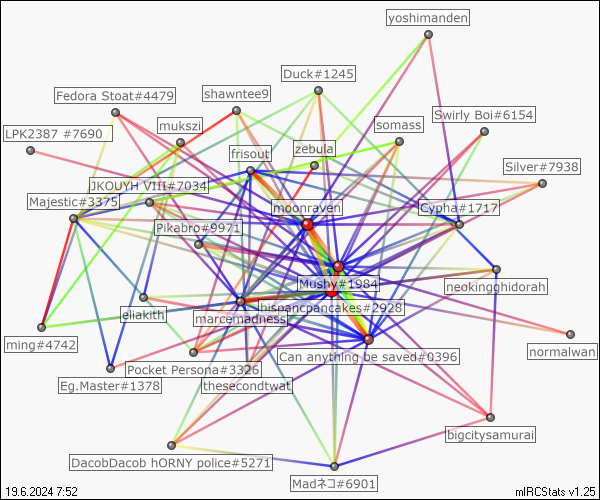 yoshimanden
Duck#1245
shawntee9
Fedora Stoat#4479
Swirly Boi#6154
somass
mukszi
LPK2387 #7690
zebula
frisout
Silver#7938
JKOUYH VIII#7034
Majestic#3375
moonraven
Cypha#1717
Pikabro#9971
Mushy#1984
neokingghidorah
hispancpancakes#2928
eliakith
marcemadness
ming#4742
Can anything be saved#0396
normalwan
Pocket Persona#3326
Eg.Master#1378
thesecondtwat
bigcitysamurai
DacobDacob hORNY police#5271
Madネコ#6901
19.6.2024 7:52
mIRCStats v1.25